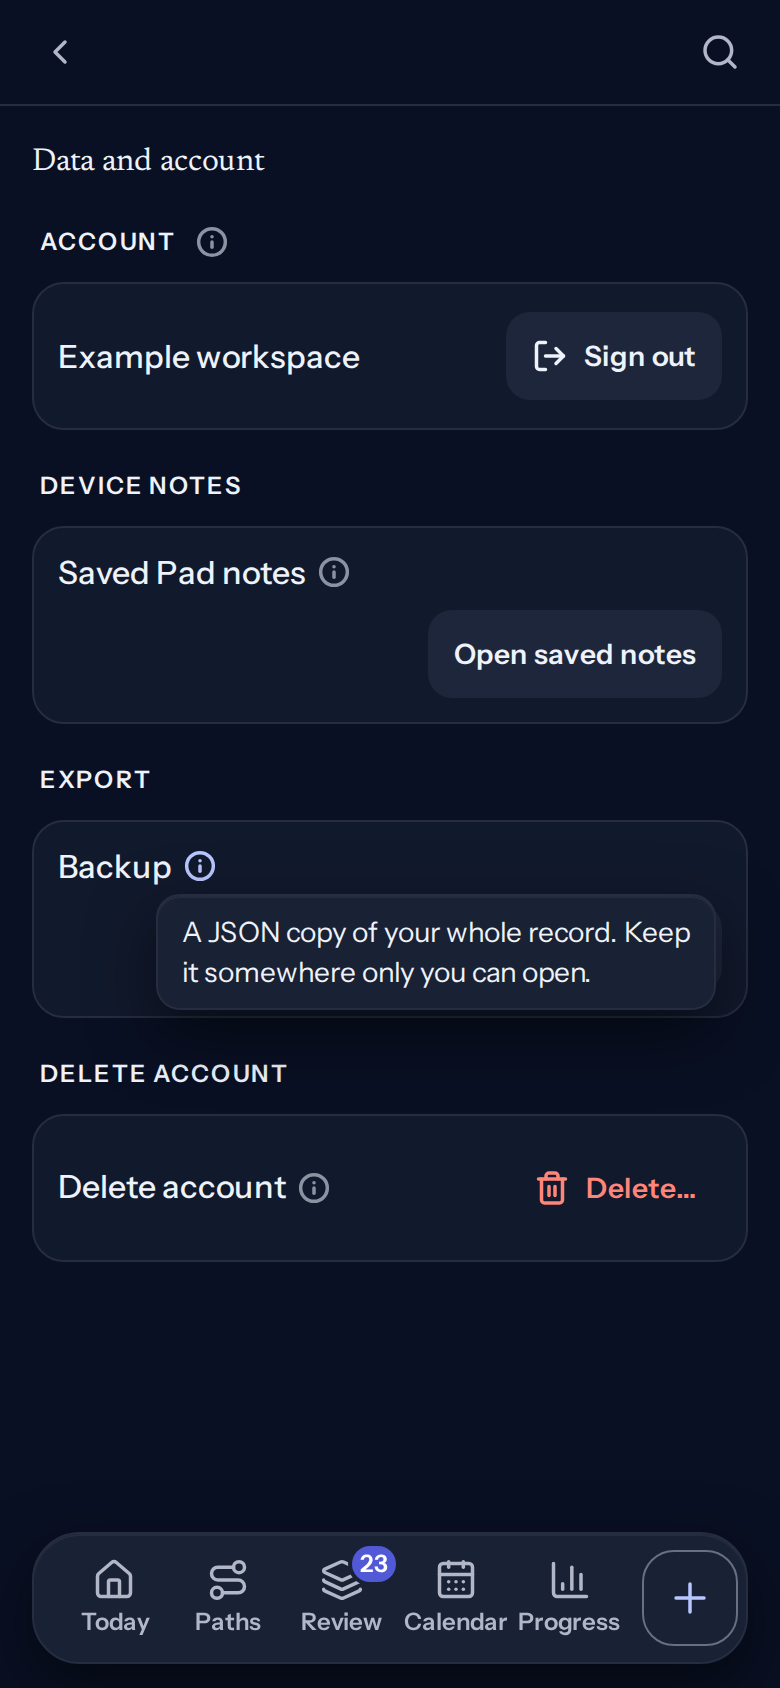 Data and account
ACCOUNT
Example workspace
Sign out
DEVICE NOTES
Saved Pad notes
Open saved notes
EXPORT
Backup
A JSON copy of your whole record. Keep
it somewhere only you can open.
DELETE ACCOUNT
Delete account
Delete...
23
Today
Paths
Review
Calendar
Progress